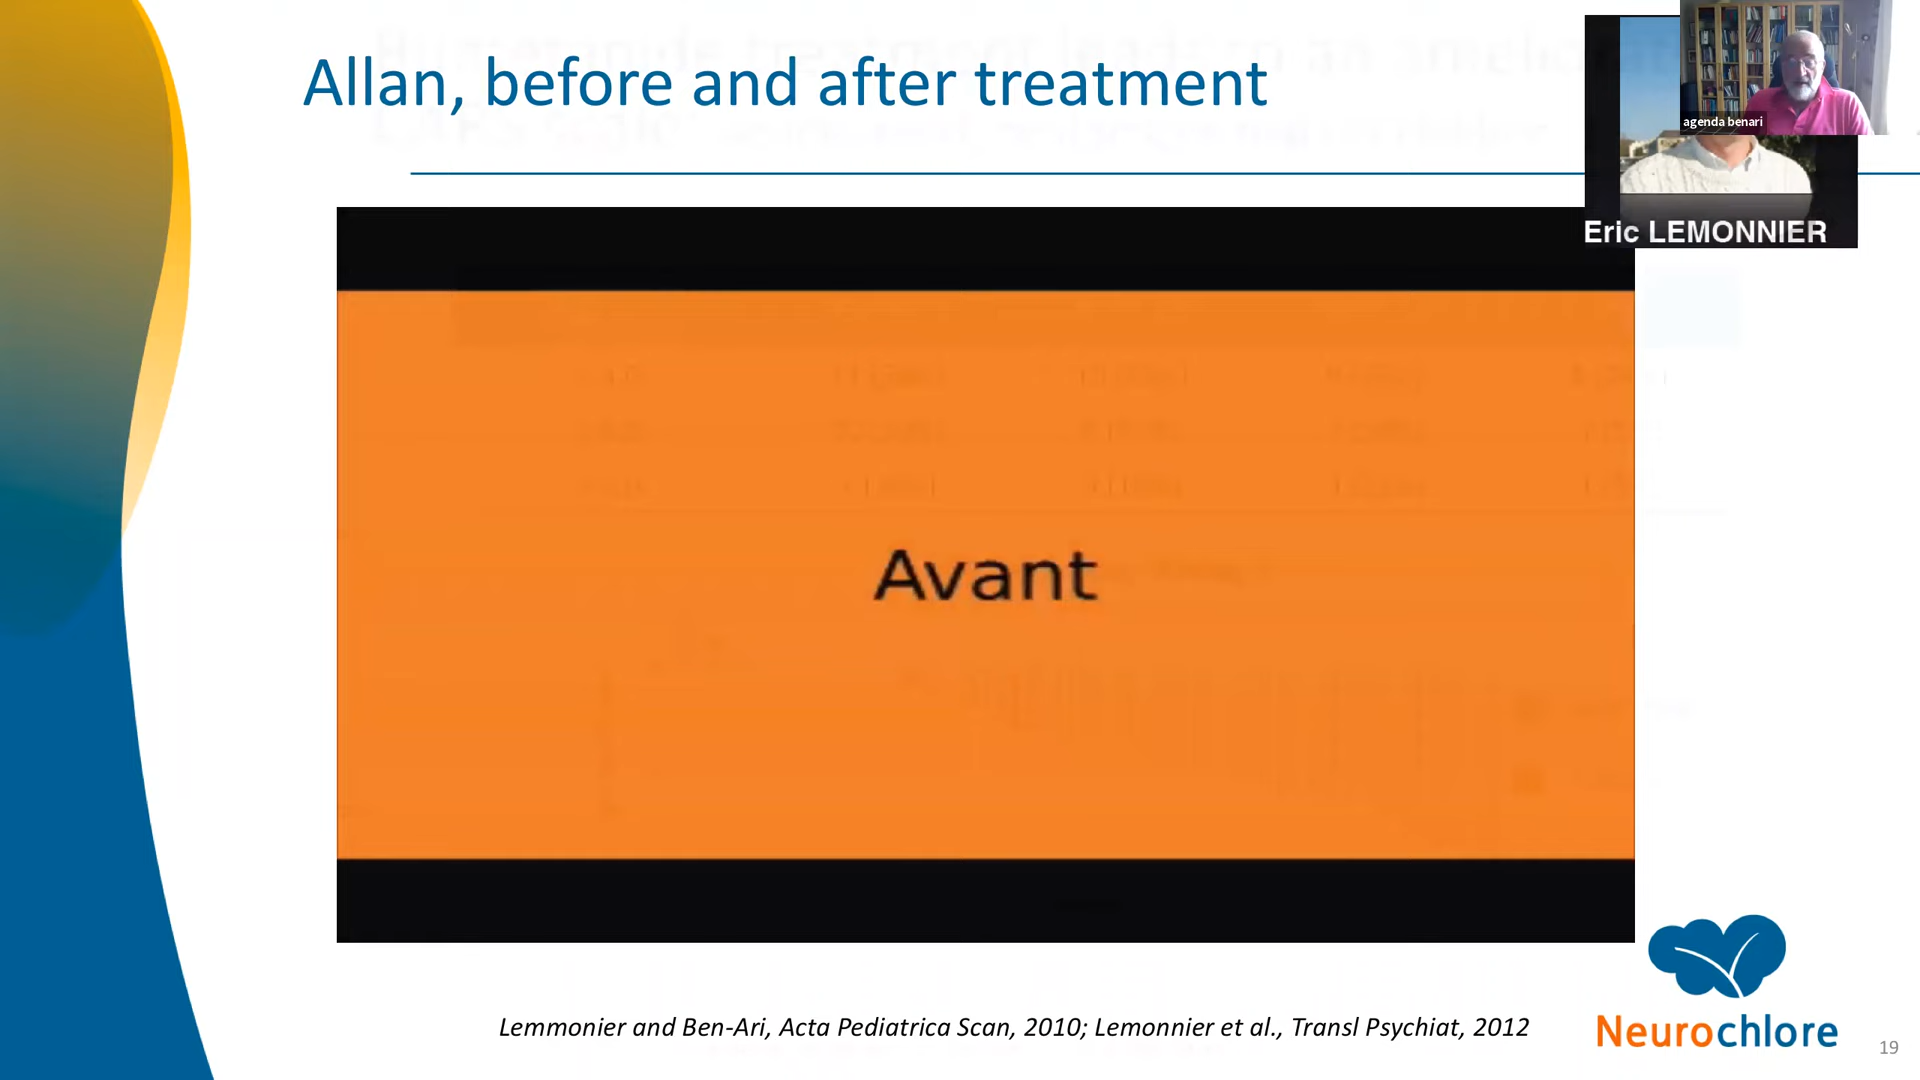 Allan, before and after treatment
agenda benari
Eric LEMONNIER
Avant
Lemmonier and Ben-Ari, Acta Pediatrica Scan, 2010; Lemonnier et al., Transl Psychiat, 2012
Neurochlore
19